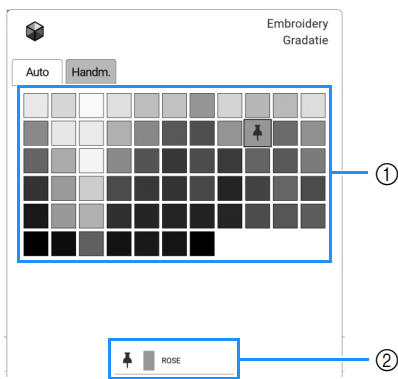 Embroidery
Gradatie
Auto
Handm.
①
ROSE
②